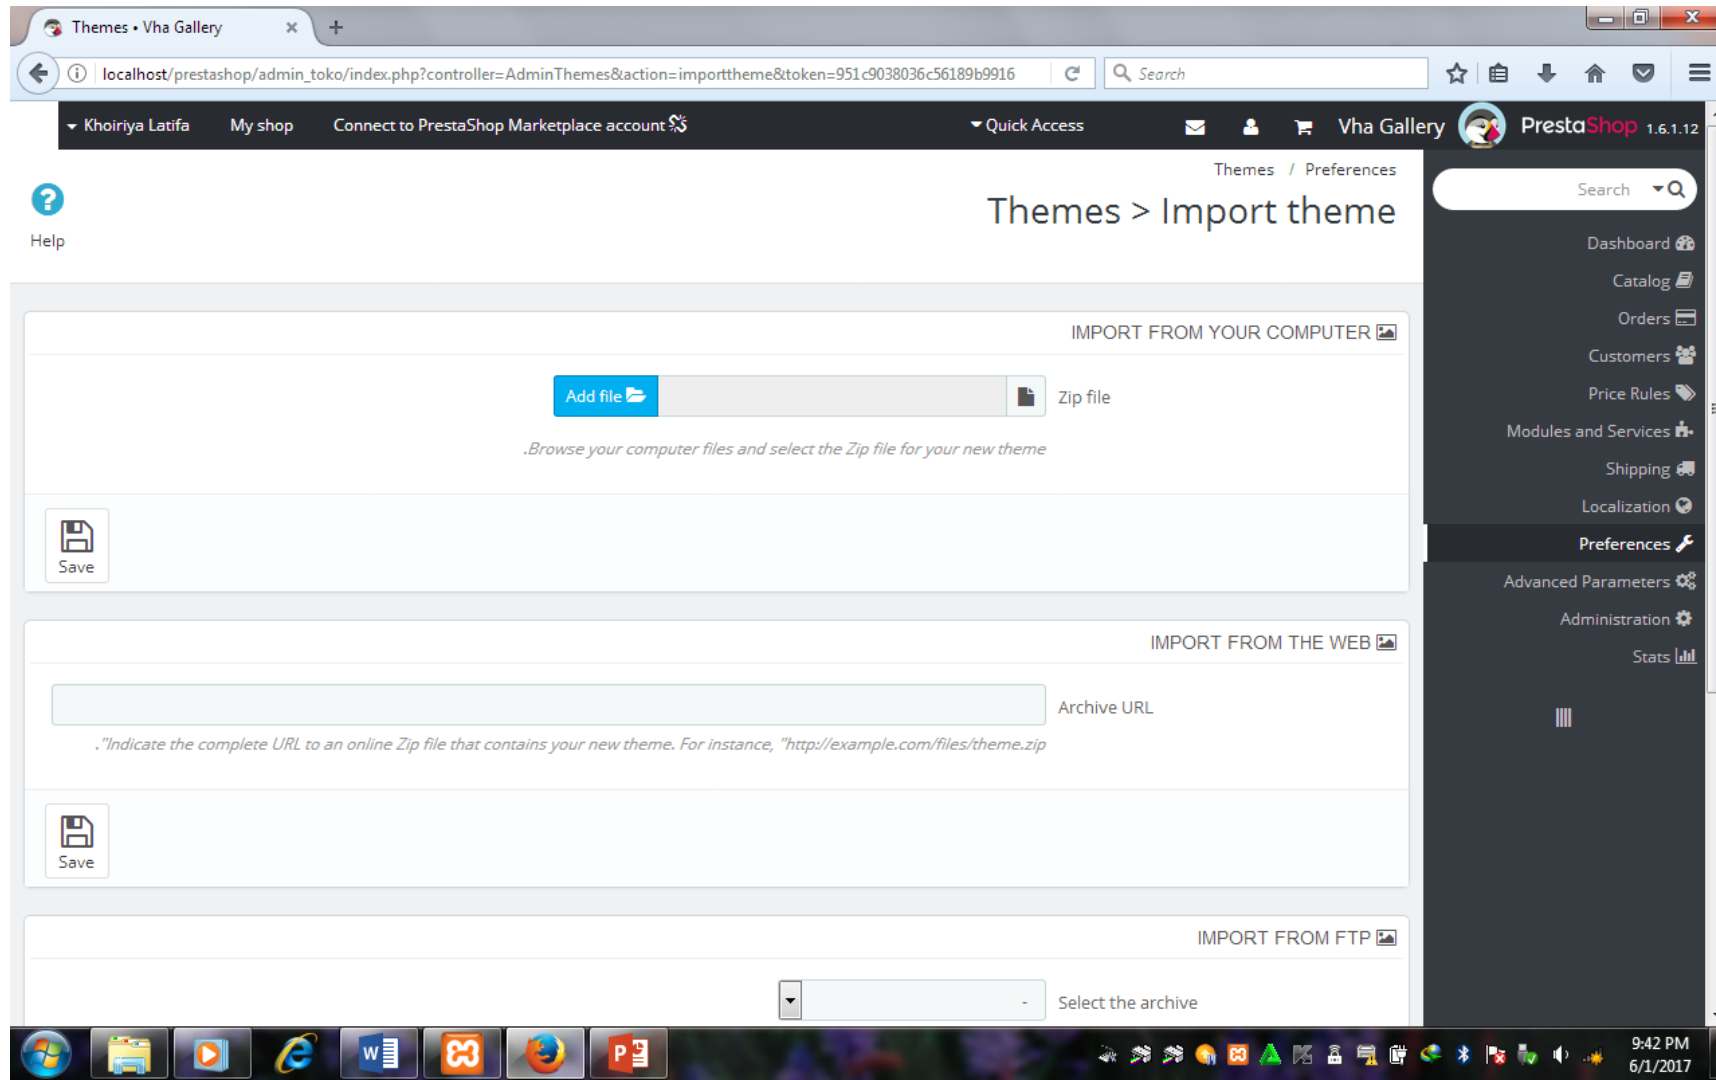 Themes • Vha Gallery
localhost/prestashop/admin_toko/index.php?controller=AdminThemes&action=importtheme&token=951c9038036c56189b9916
Search
Khoiriya Latifa
My shop
Connect to PrestaShop Marketplace account
Quick Access
Vha Gallery
PrestaShop 1.6.1.12
Themes / Preferences
Themes > Import theme
Help
Search
Dashboard
Catalog
Orders
Customers
Price Rules
Modules and Services
Shipping
Localization
Preferences
Advanced Parameters
Administration
Stats
IMPORT FROM YOUR COMPUTER
Add file
Zip file
.Browse your computer files and select the Zip file for your new theme
Save
IMPORT FROM THE WEB
Archive URL
."Indicate the complete URL to an online Zip file that contains your new theme. For instance, "http://example.com/files/theme.zip
Save
IMPORT FROM FTP
-
Select the archive
9:42 PM
6/1/2017